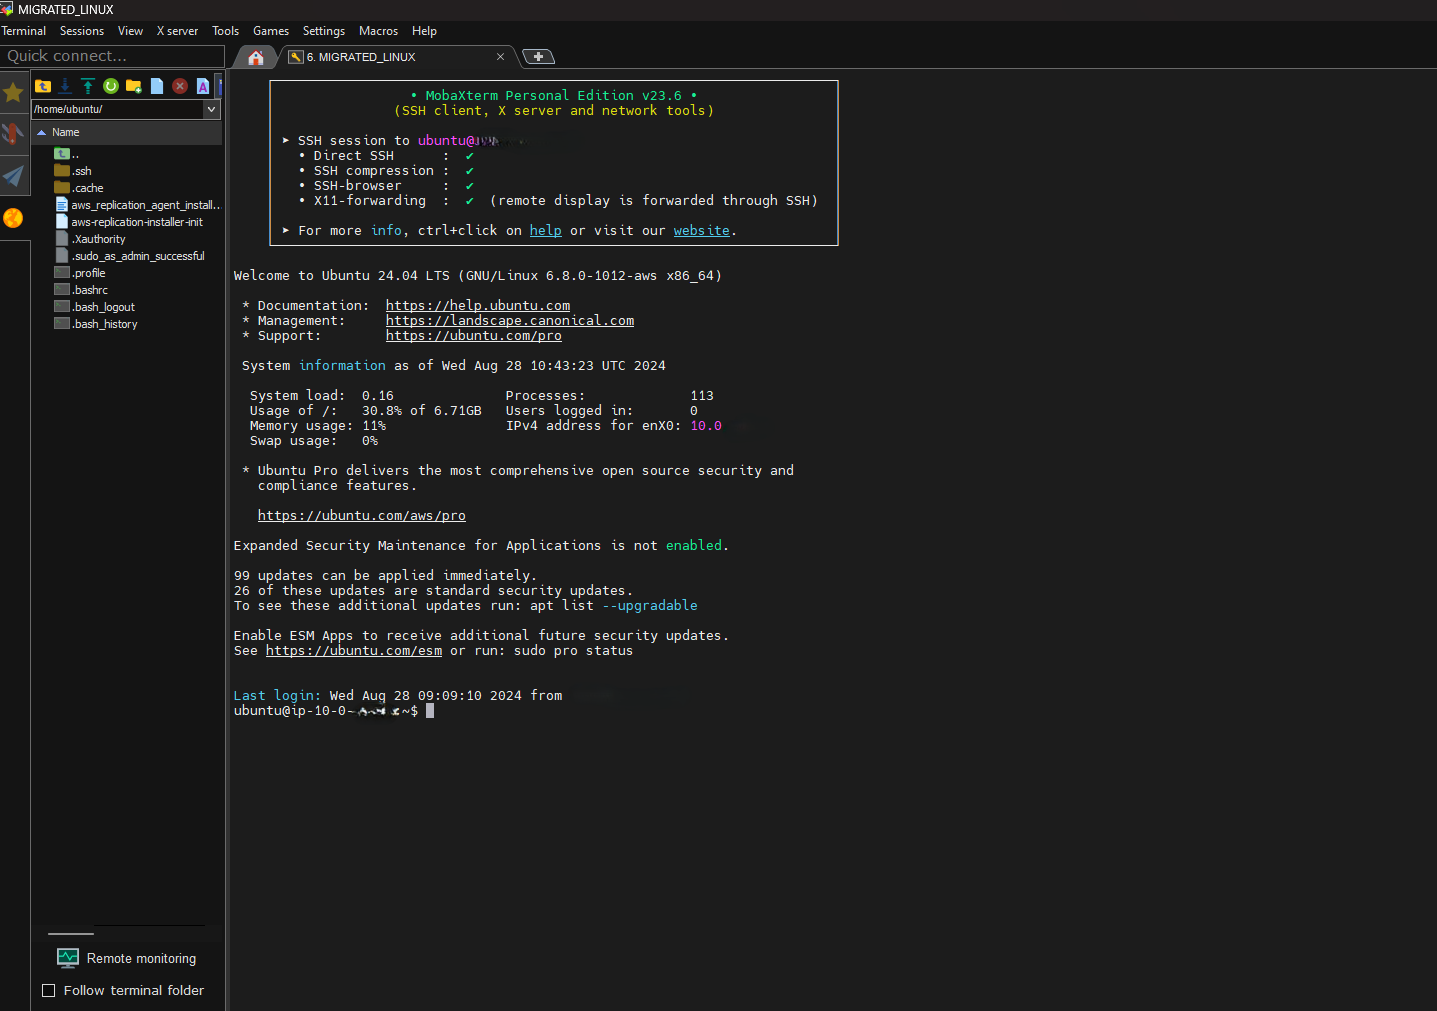 MIGRATED_LINUX
Terminal Sessions View X server Tools Games Settings Macros Help
Quick connect...
6. MIGRATED_LINUX
/home/ubuntu/
Name
..
.ssh
.cache
aws_replication_agent_install...
aws-replication-installer-init
.Xauthority
.sudo_as_admin_successful
.profile
.bashrc
.bash_logout
.bash_history
Remote monitoring
Follow terminal folder
• MobaXterm Personal Edition v23.6 •
(SSH client, X server and network tools)
➤ SSH session to ubuntu@
• Direct SSH : ✔
• SSH compression : ✔
• SSH-browser : ✔
• X11-forwarding : ✔ (remote display is forwarded through SSH)
➤ For more info, ctrl+click on help or visit our website.
Welcome to Ubuntu 24.04 LTS (GNU/Linux 6.8.0-1012-aws x86_64)
* Documentation: https://help.ubuntu.com
* Management: https://landscape.canonical.com
* Support: https://ubuntu.com/pro
System information as of Wed Aug 28 10:43:23 UTC 2024
System load: 0.16 Processes: 113
Usage of /: 30.8% of 6.71GB Users logged in: 0
Memory usage: 11% IPv4 address for enX0: 10.0
Swap usage: 0%
* Ubuntu Pro delivers the most comprehensive open source security and
compliance features.
https://ubuntu.com/aws/pro
Expanded Security Maintenance for Applications is not enabled.
99 updates can be applied immediately.
26 of these updates are standard security updates.
To see these additional updates run: apt list --upgradable
Enable ESM Apps to receive additional future security updates.
See https://ubuntu.com/esm or run: sudo pro status
Last login: Wed Aug 28 09:09:10 2024 from
ubuntu@ip-10-0- ~$